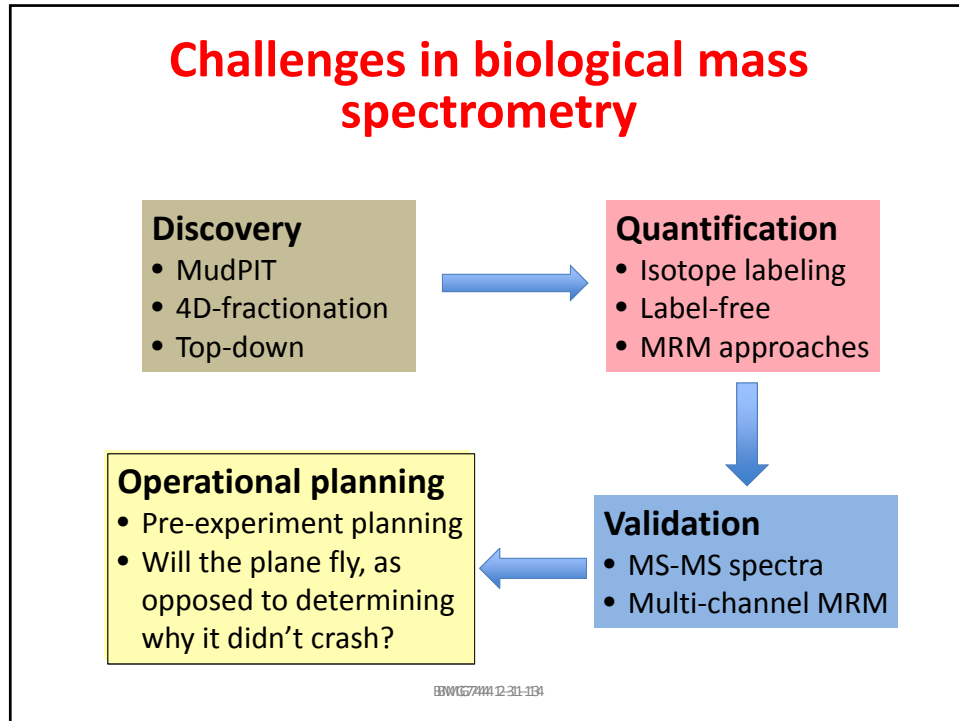 Challenges in biological mass
spectrometry
Discovery
• MudPIT
• 4D-fractionation
• Top-down
Quantification
• Isotope labeling
• Label-free
• MRM approaches
Operational planning
• Pre-experiment planning
• Will the plane fly, as
opposed to determining
why it didn’t crash?
Validation
• MS-MS spectra
• Multi-channel MRM